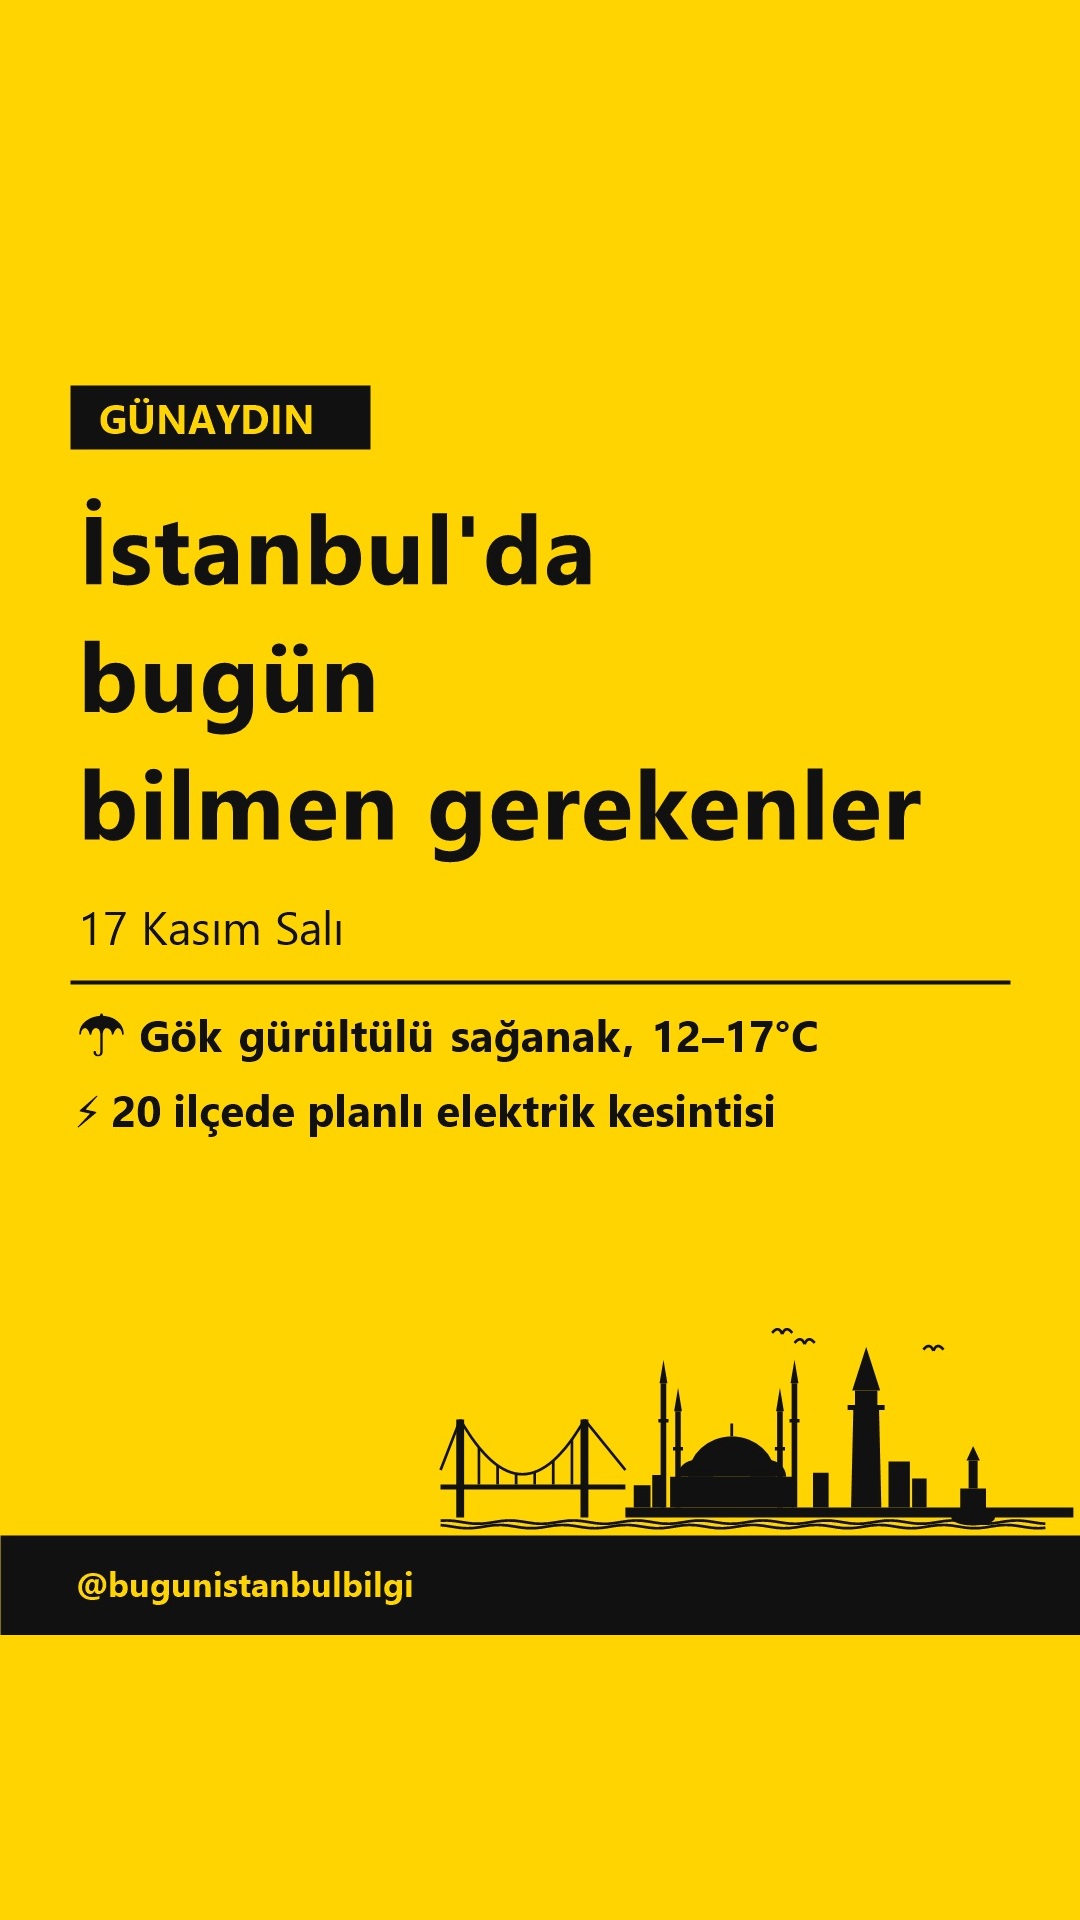 GÜNAYDIN
İstanbul'da
bugün
bilmen gerekenler
17 Kasım Salı
☂ Gök gürültülü sağanak, 12–17°C
⚡ 20 ilçede planlı elektrik kesintisi
@bugunistanbulbilgi